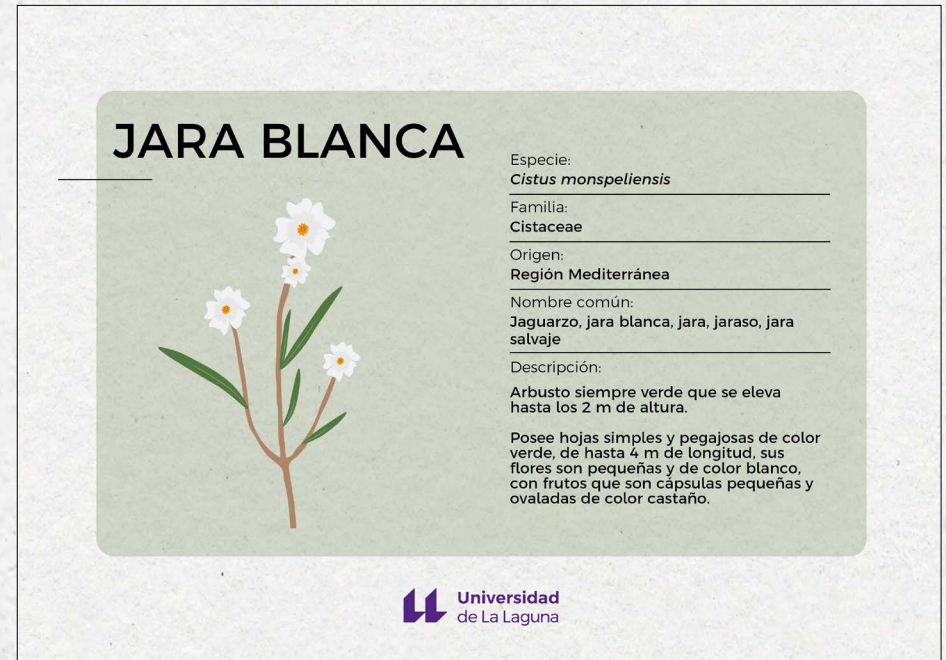 JARA BLANCA
Especie:
Cistus monspeliensis
Familia:
Cistaceae
Origen:
Región Mediterránea
Nombre común:
Jaguarzo, jara blanca, jara, jaraso, jara
salvaje
Descripción:
Arbusto siempre verde que se eleva
hasta los 2 m de altura.
Posee hojas simples y pegajosas de color
verde, de hasta 4 m de longitud, sus
flores son pequeñas y de color blanco,
con frutos que son cápsulas pequeñas y
ovaladas de color castaño.
Universidad
de La Laguna